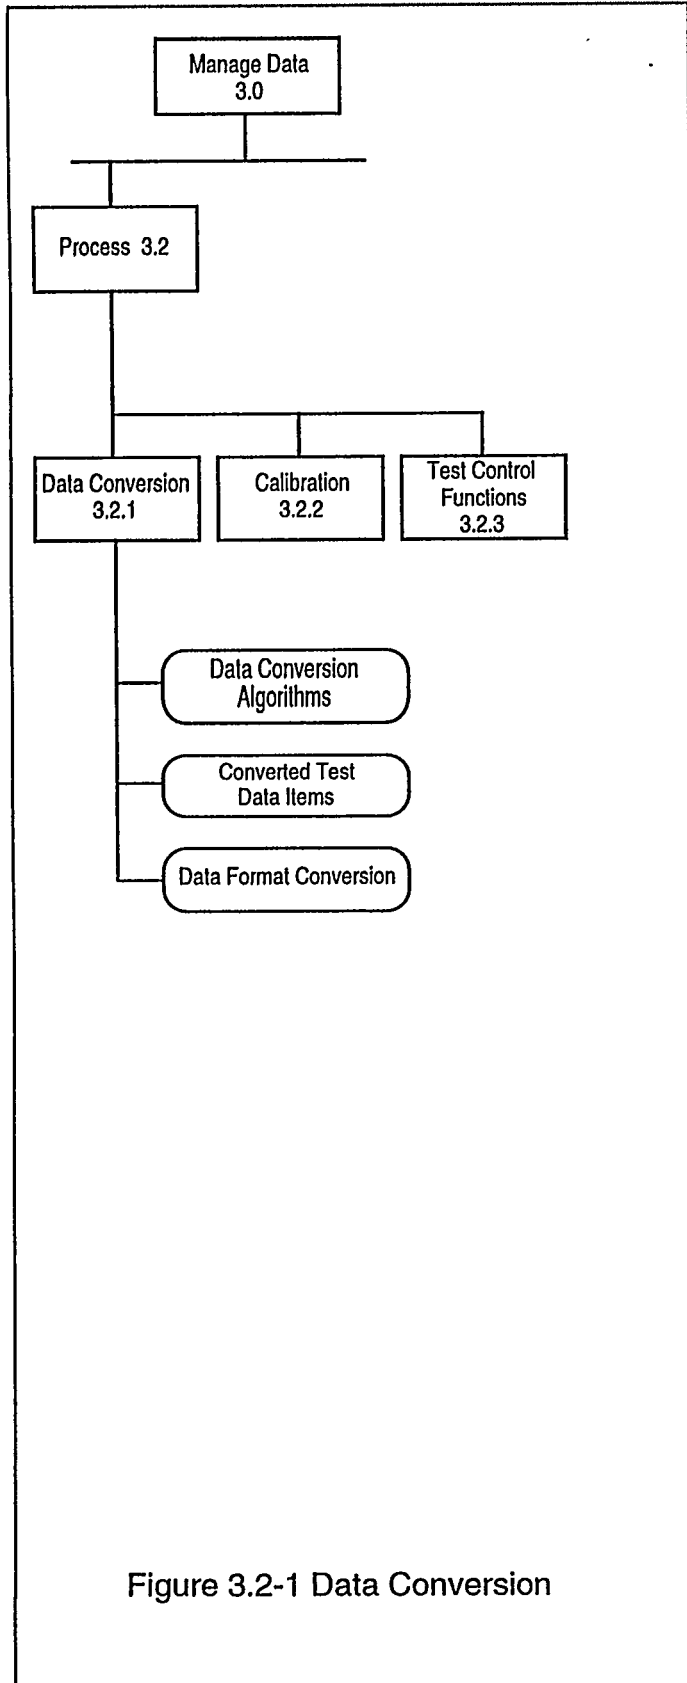 Manage Data
3.0
Process 3.2
Data Conversion
3.2.1
Calibration
3.2.2
Test Control
Functions
3.2.3
Data Conversion
Algorithms
Converted Test
Data Items
Data Format Conversion
Figure 3.2-1 Data Conversion